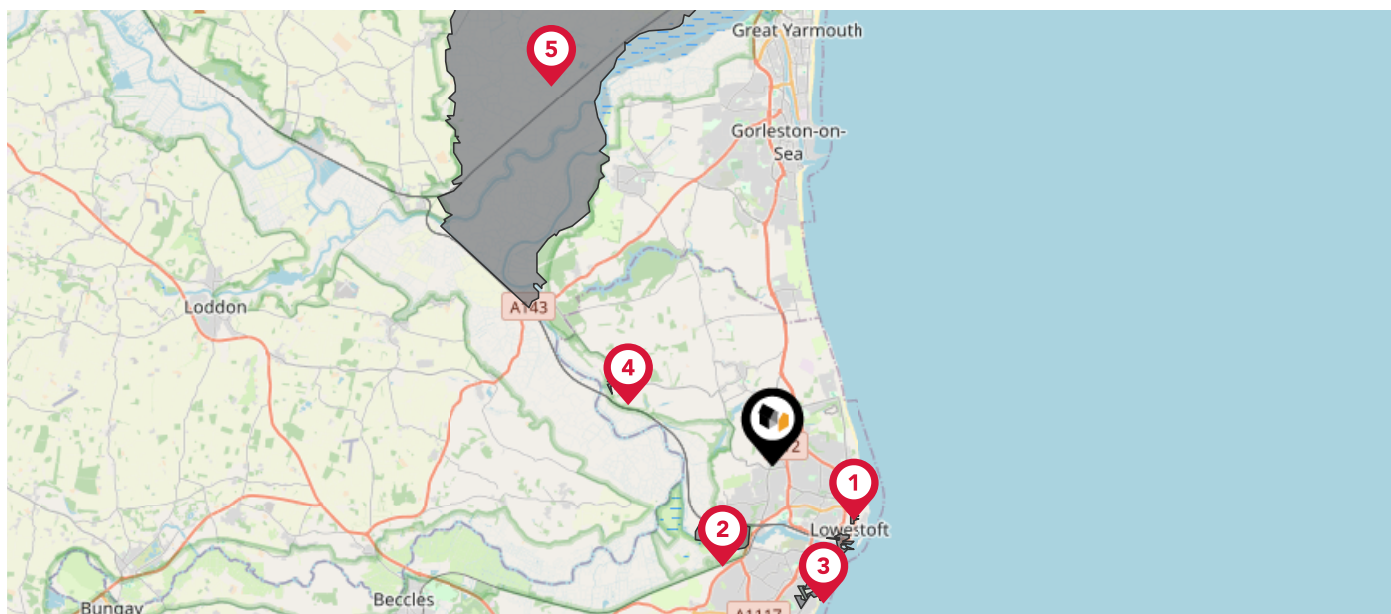 5
Great Yarmouth
Gorleston-on-
Sea
Loddon
A143
4
2
1
2
Lowestoft
3
Beccles
Bungay
A1117